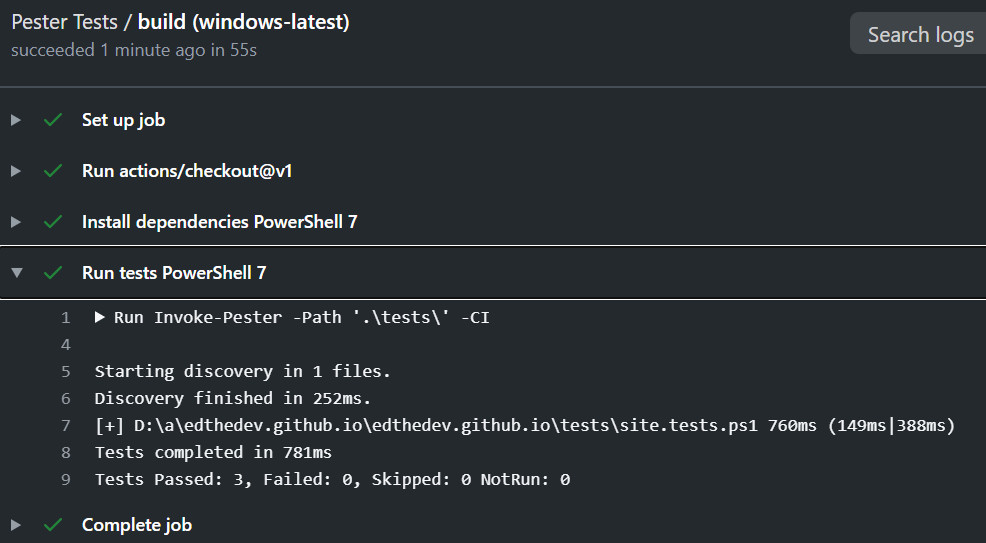 Pester Tests / build (windows-latest)
succeeded 1 minute ago in 55s
Search logs
Set up job
Run actions/checkout@v1
Install dependencies PowerShell 7
Run tests PowerShell 7
1 Run Invoke-Pester -Path '.\tests\' -CI
4
5 Starting discovery in 1 files.
6 Discovery finished in 252ms.
7 [+] D:\a\edthedev.github.io\edthedev.github.io\tests\site.tests.ps1 760ms (149ms|388ms)
8 Tests completed in 781ms
9 Tests Passed: 3, Failed: 0, Skipped: 0 NotRun: 0
Complete job